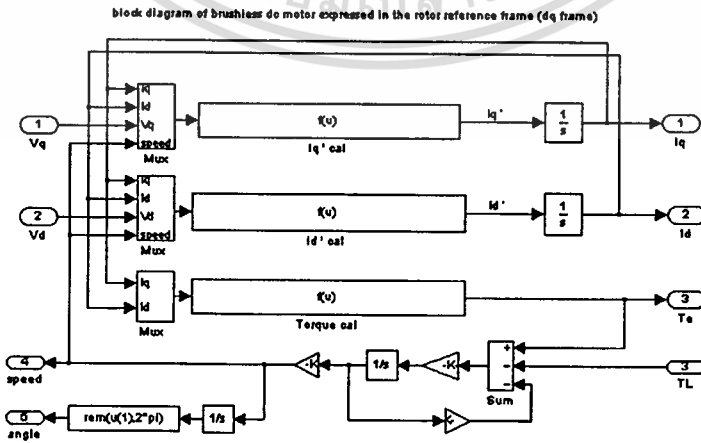 block diagram of brushless dc motor expressed in the rotor reference frame (dq frame)
Iq
Id
Vq
speed
Mux
1
Vq
f(u)
Iq' cal
Iq'
1
s
1
Iq
Iq
Id
Vd
speed
Mux
2
Vd
f(u)
Id' cal
Id'
1
s
2
Id
Iq
Id
Mux
f(u)
Torque cal
3
Te
4
speed
-K
1/s
-K
+
−
−
Sum
3
TL
5
angle
rem(u(1),2*pi)
1/s